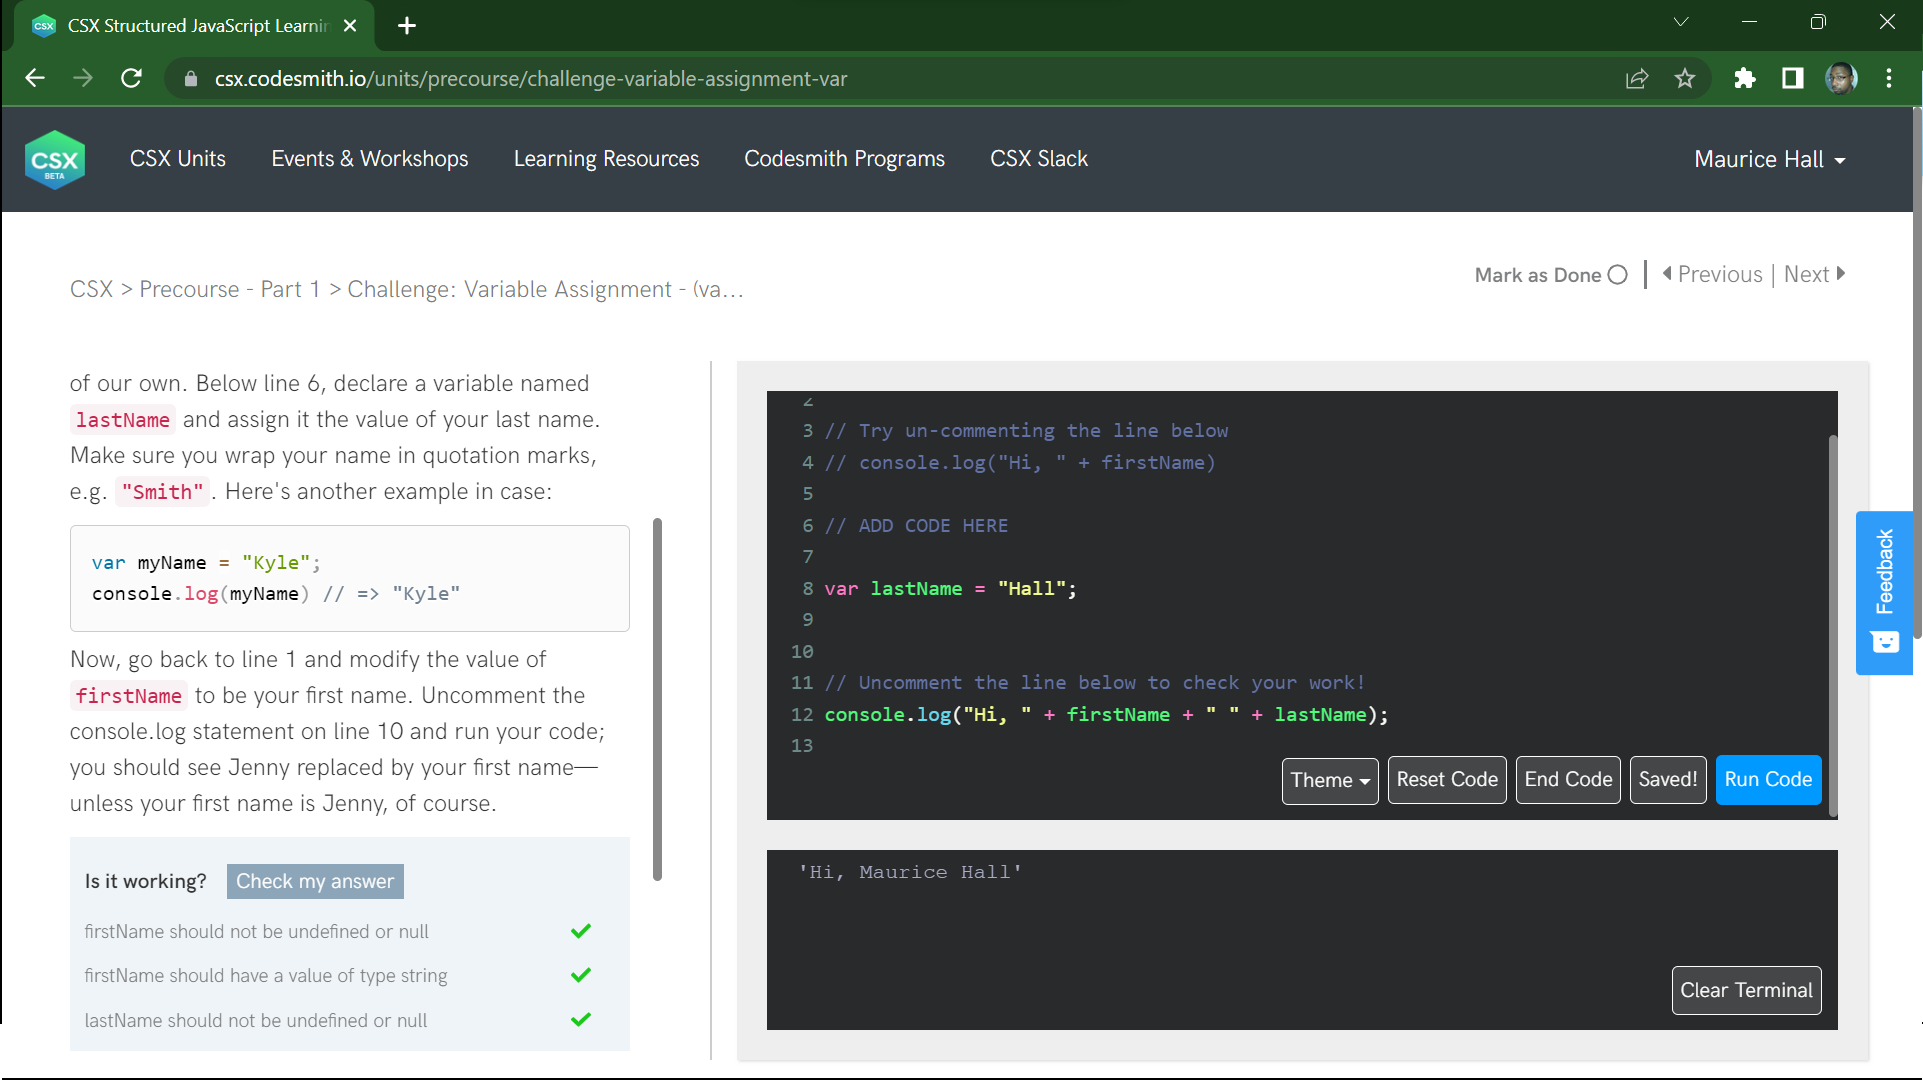 CSX Structured JavaScript Learnin
csx.codesmith.io/units/precourse/challenge-variable-assignment-var
CSX
BETA
CSX Units
Events & Workshops
Learning Resources
Codesmith Programs
CSX Slack
Maurice Hall
CSX > Precourse - Part 1 > Challenge: Variable Assignment - (va...
Mark as Done
Previous | Next
of our own. Below line 6, declare a variable named
lastName and assign it the value of your last name.
Make sure you wrap your name in quotation marks,
e.g. "Smith". Here's another example in case:
var myName = "Kyle";
console.log(myName) // => "Kyle"
Now, go back to line 1 and modify the value of
firstName to be your first name. Uncomment the
console.log statement on line 10 and run your code;
you should see Jenny replaced by your first name—
unless your first name is Jenny, of course.
Is it working?
Check my answer
firstName should not be undefined or null
firstName should have a value of type string
lastName should not be undefined or null
2
3 // Try un-commenting the line below
4 // console.log("Hi, " + firstName)
5
6 // ADD CODE HERE
7
8 var lastName = "Hall";
9
10
11 // Uncomment the line below to check your work!
12 console.log("Hi, " + firstName + " " + lastName);
13
Theme
Reset Code
End Code
Saved!
Run Code
'Hi, Maurice Hall'
Clear Terminal
Feedback